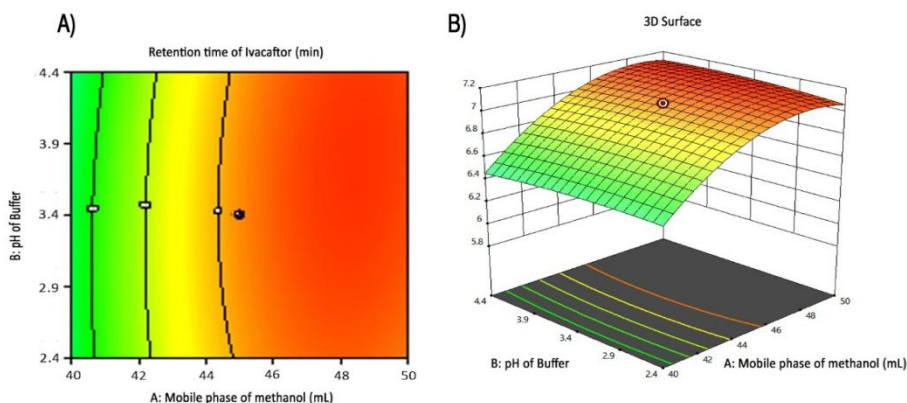 A)
Retention time of Ivacaftor (min)
4.4
3.9
3.4
2.9
2.4
B: pH of Buffer
40 42 44 46 48 50
A: Mobile phase of methanol (mL)
B)
3D Surface
7.2
7
6.8
6.6
6.4
6.2
6
5.8
4.4
3.9
3.4
2.9
2.4
B: pH of Buffer
40
42
44
46
48
50
A: Mobile phase of methanol (mL)